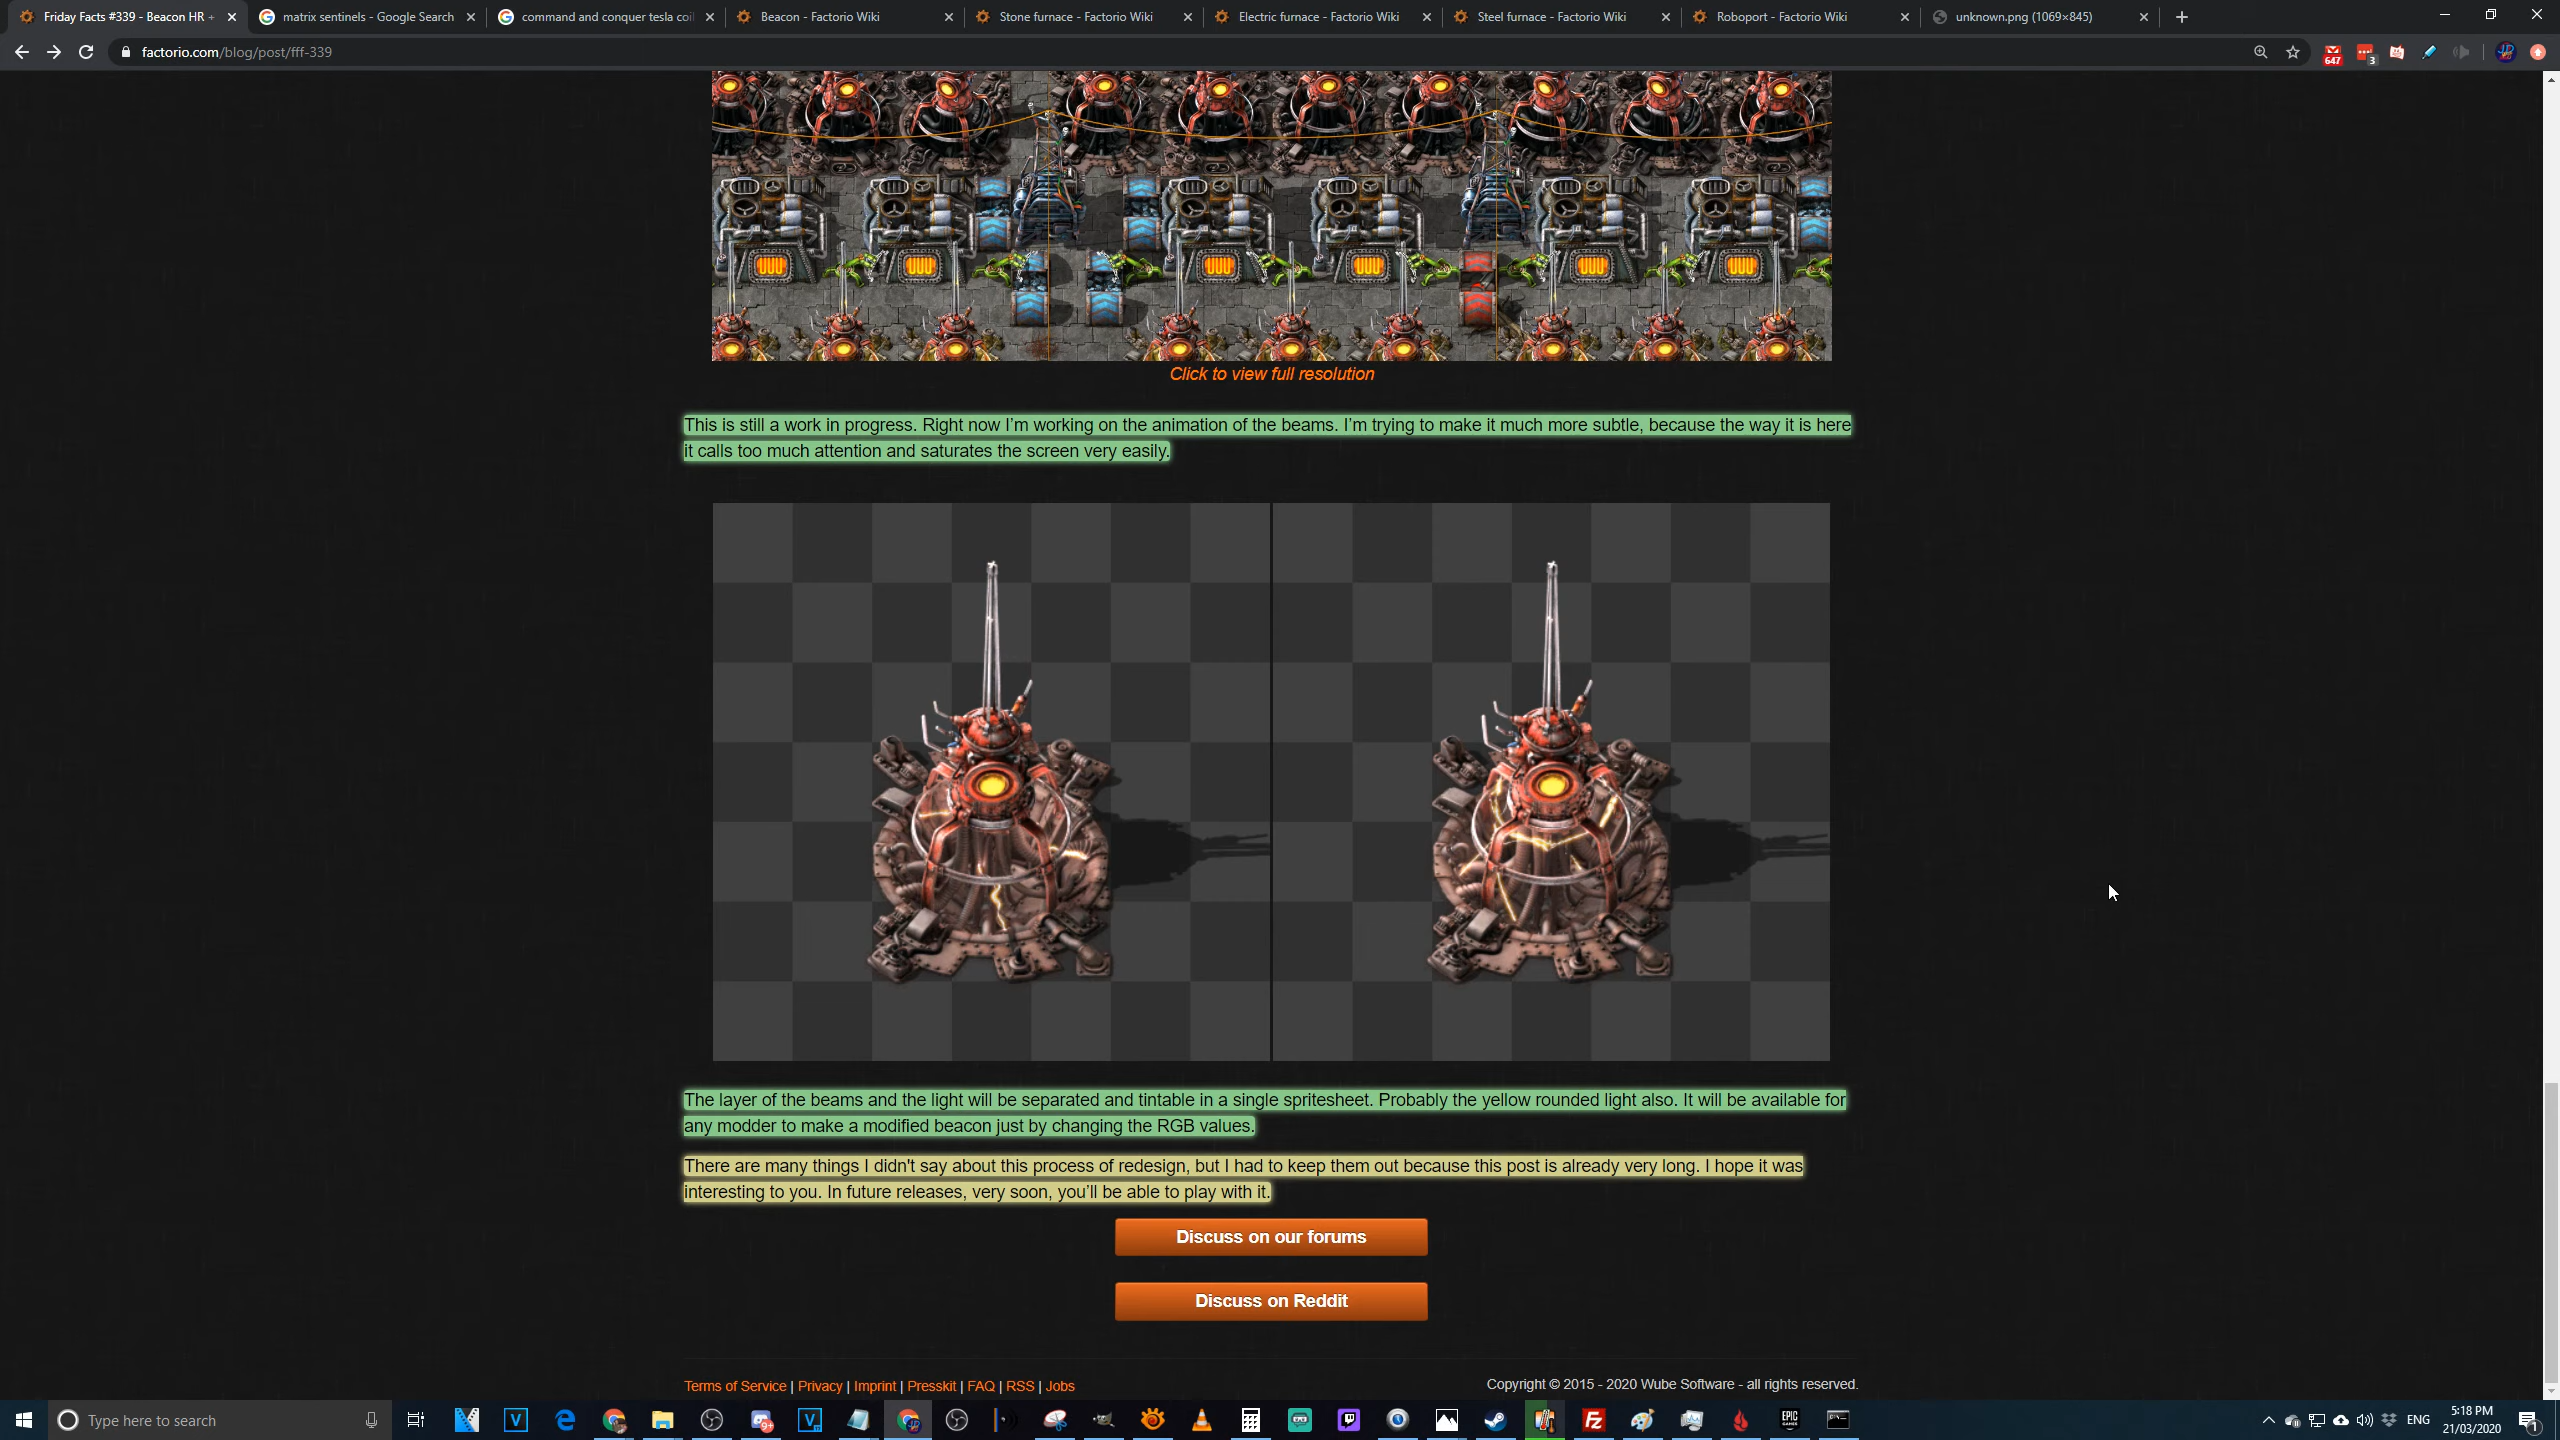 Friday Facts #339 - Beacon HR +
matrix sentinels - Google Search
command and conquer tesla coil
Beacon - Factorio Wiki
Stone furnace - Factorio Wiki
Electric furnace - Factorio Wiki
Steel furnace - Factorio Wiki
Roboport - Factorio Wiki
unknown.png (1069×845)
factorio.com/blog/post/fff-339
647
3
Click to view full resolution
This is still a work in progress. Right now I’m working on the animation of the beams. I’m trying to make it much more subtle, because the way it is here
it calls too much attention and saturates the screen very easily.
The layer of the beams and the light will be separated and tintable in a single spritesheet. Probably the yellow rounded light also. It will be available for
any modder to make a modified beacon just by changing the RGB values.
There are many things I didn't say about this process of redesign, but I had to keep them out because this post is already very long. I hope it was
interesting to you. In future releases, very soon, you’ll be able to play with it.
Discuss on our forums
Discuss on Reddit
Terms of Service | Privacy | Imprint | Presskit | FAQ | RSS | Jobs
Copyright © 2015 - 2020 Wube Software - all rights reserved.
Type here to search
ENG
5:18 PM
21/03/2020
1